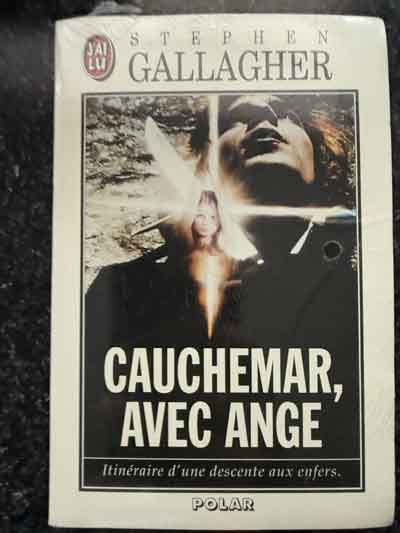 J'AI
LU
STEPHEN
GALLAGHER
CAUCHEMAR,
AVEC ANGE
Itinéraire d'une descente aux enfers.
POLAR